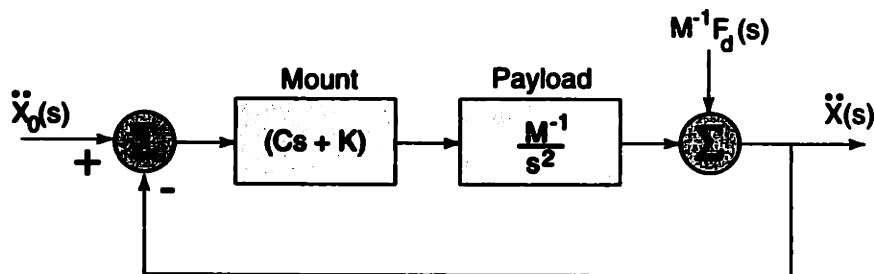 M⁻¹F_d(s)
Mount
Payload
Ẍ₀(s)
Σ
(Cs + K)
M⁻¹
s²
Σ
Ẍ(s)
+
-